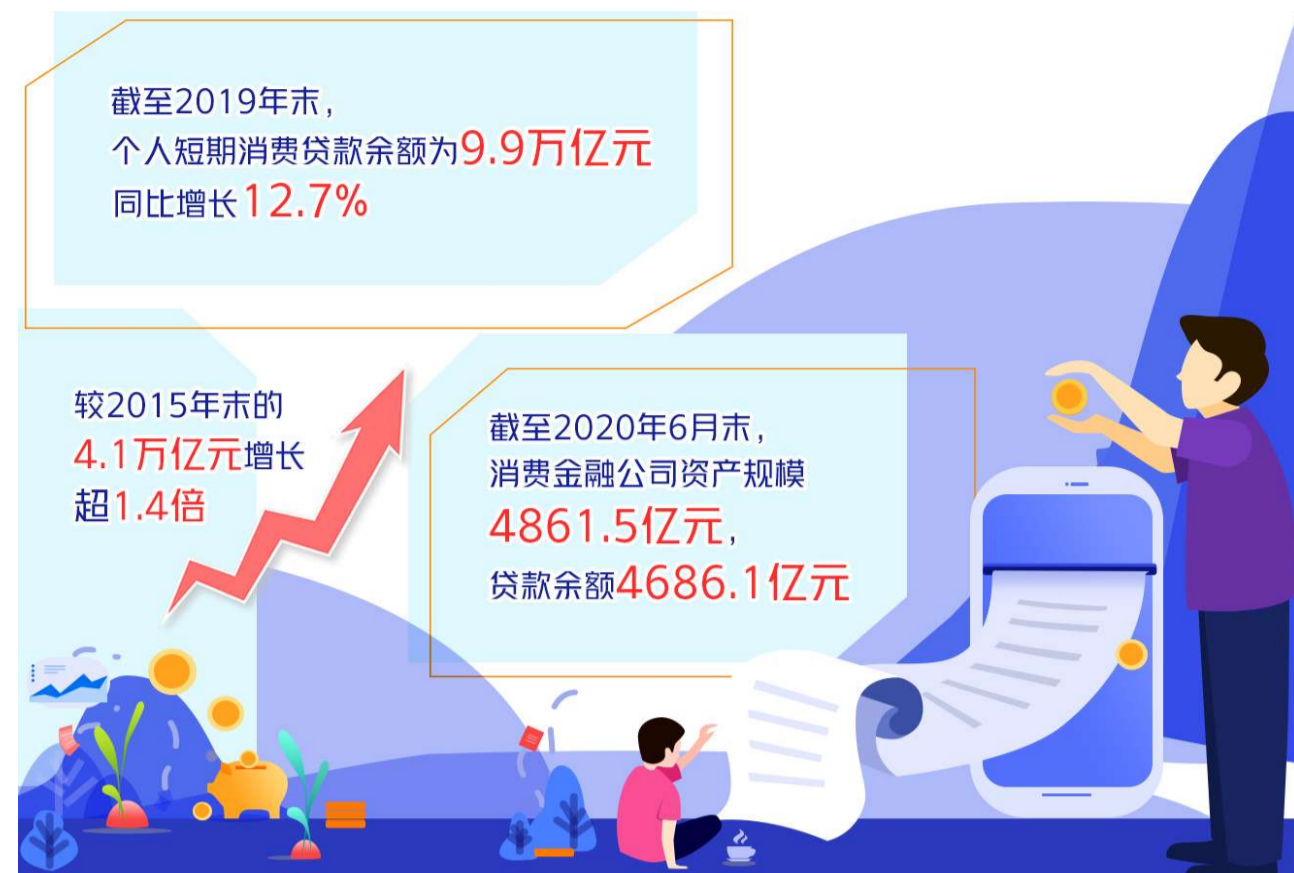 截至2019年末，
个人短期消费贷款余额为9.9万亿元
同比增长12.7%
较2015年末的
4.1万亿元增长
超1.4倍
截至2020年6月末，
消费金融公司资产规模
4861.5亿元，
贷款余额4686.1亿元